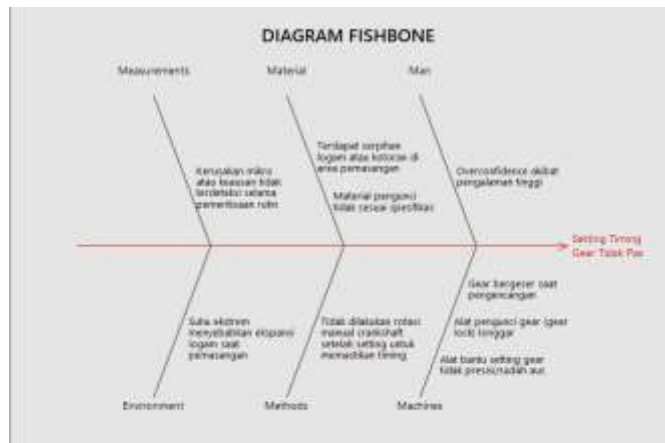 DIAGRAM FISHBONE
Measurements
Material
Man
Kerusakan mikro
atau keausan tidak
terdeteksi selama
pemeriksaan rutin
Terdapat serpihan
logam atau kotoran di
area pemasangan
Material pengunci
tidak sesuai spesifikasi
Overconfidence akibat
pengalaman tinggi
Setting Timing
Gear Tidak Pas
Suhu ekstrem
menyebabkan ekspansi
logam saat
pemasangan
Tidak dilakukan rotasi
manual crankshaft
setelah setting untuk
memastikan timing
Gear bergeser saat
pengencangan
Alat pengunci gear (gear
lock) longgar
Alat bantu setting gear
tidak presisi/sudah aus
Environment
Methods
Machines